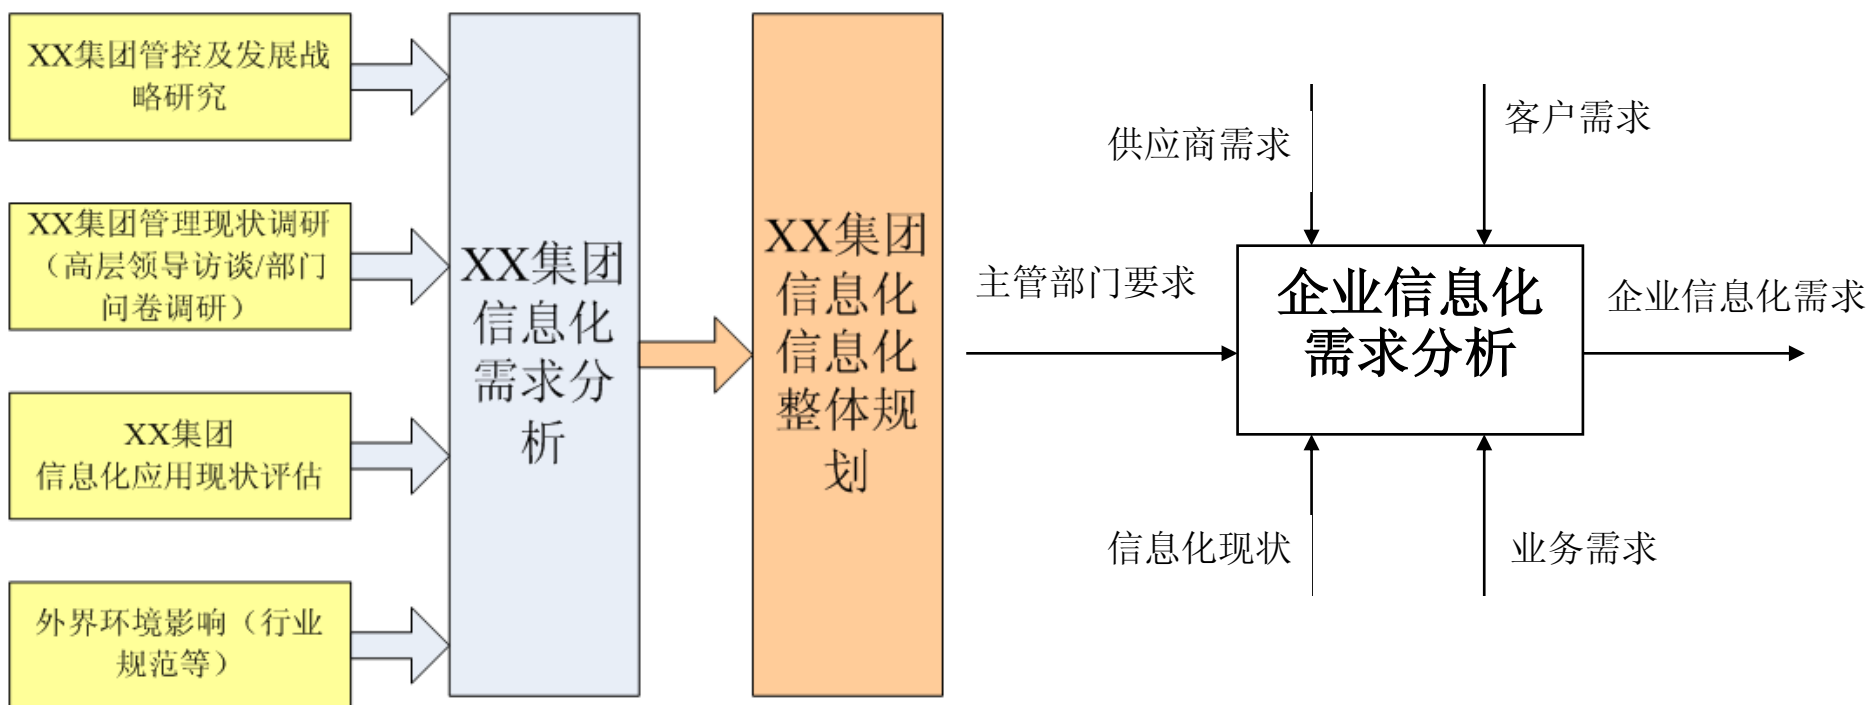 XX集团管控及发展战
略研究
XX集团管理现状调研
（高层领导访谈/部门
问卷调研）
XX集团
信息化应用现状评估
外界环境影响（行业
规范等）
XX集团
信息化
需求分
析
XX集团
信息化
信息化
整体规
划
供应商需求
客户需求
主管部门要求
企业信息化
需求分析
企业信息化需求
信息化现状
业务需求